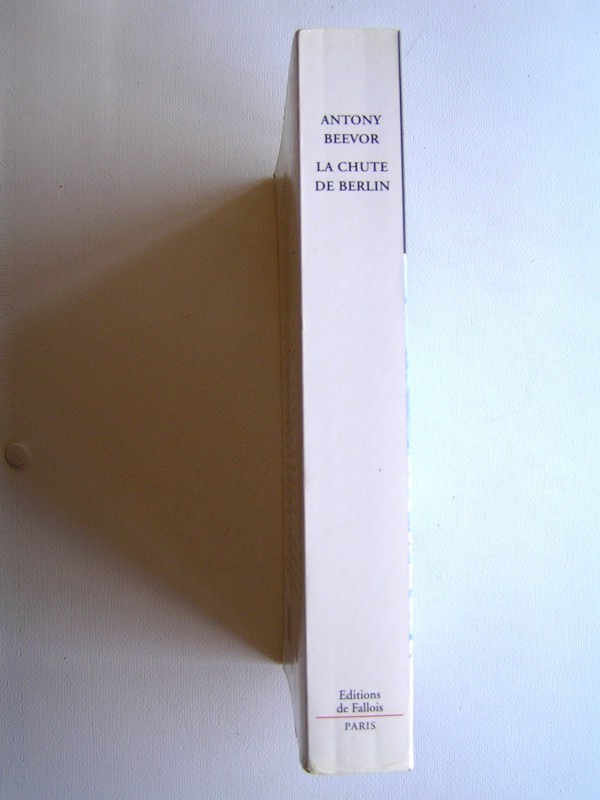 ANTONY
BEEVOR
LA CHUTE
DE BERLIN
Editions
de Fallois
PARIS